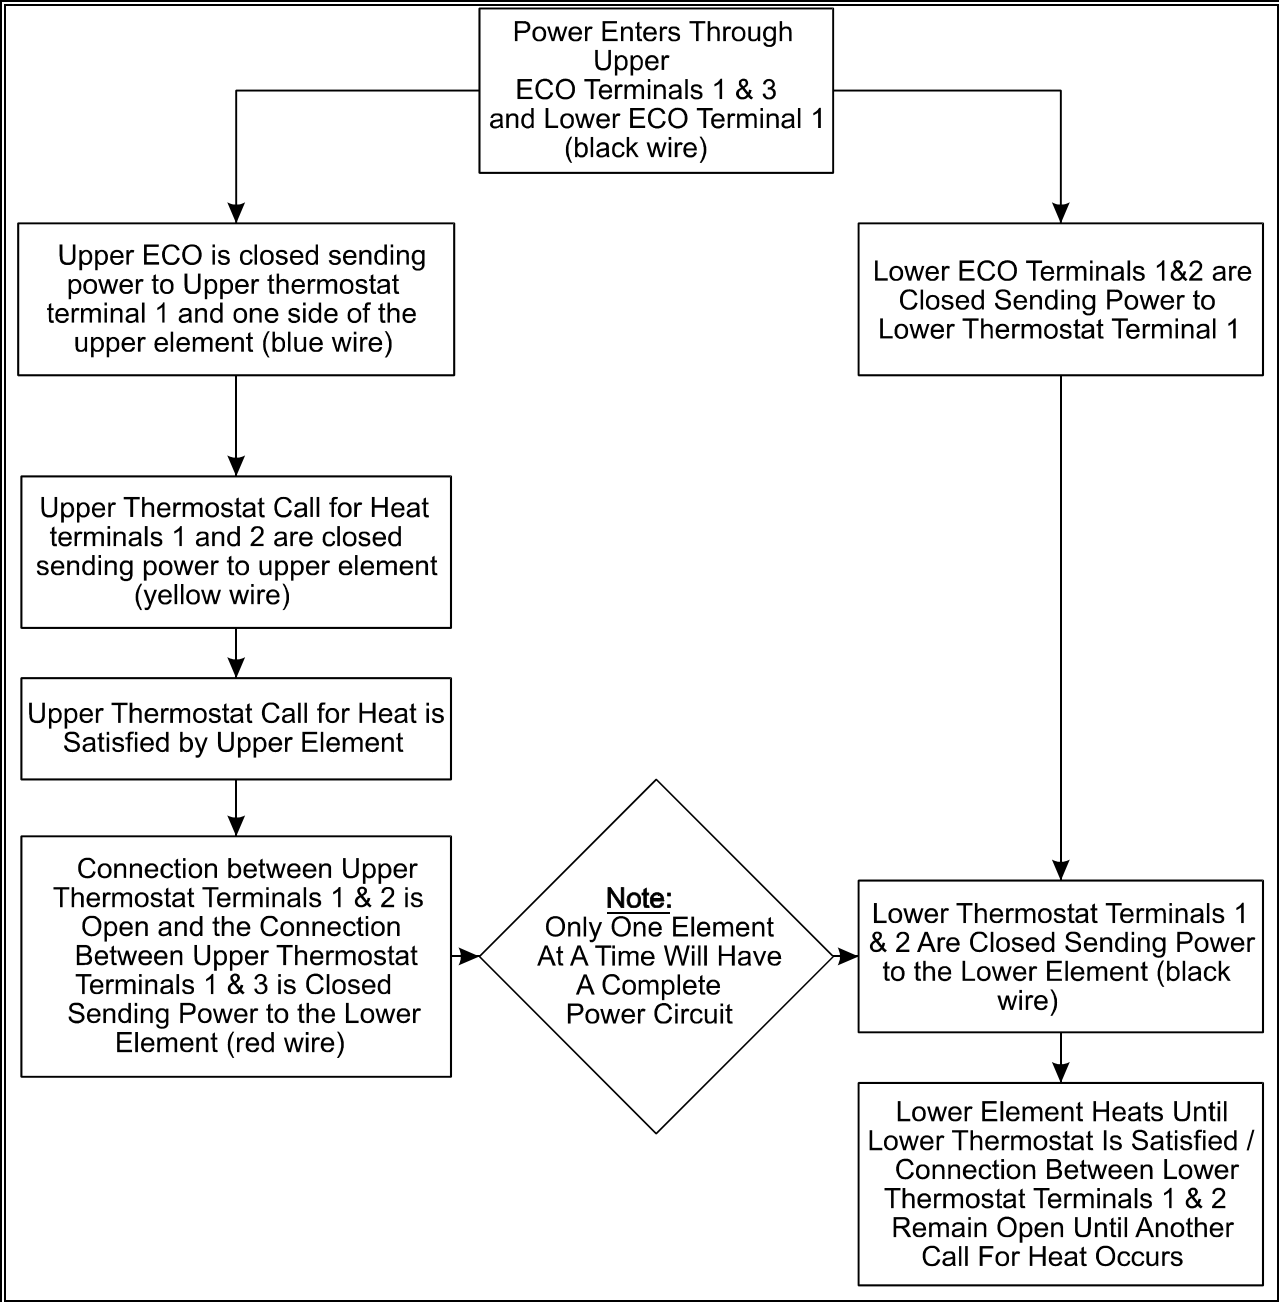 Power Enters Through
Upper
ECO Terminals 1 & 3
and Lower ECO Terminal 1
(black wire)
Upper ECO is closed sending
power to Upper thermostat
terminal 1 and one side of the
upper element (blue wire)
Lower ECO Terminals 1&2 are
Closed Sending Power to
Lower Thermostat Terminal 1
Upper Thermostat Call for Heat
terminals 1 and 2 are closed
sending power to upper element
(yellow wire)
Upper Thermostat Call for Heat is
Satisfied by Upper Element
Connection between Upper
Thermostat Terminals 1 & 2 is
Open and the Connection
Between Upper Thermostat
Terminals 1 & 3 is Closed
Sending Power to the Lower
Element (red wire)
Note:
Only One Element
At A Time Will Have
A Complete
Power Circuit
Lower Thermostat Terminals 1
& 2 Are Closed Sending Power
to the Lower Element (black
wire)
Lower Element Heats Until
Lower Thermostat Is Satisfied /
Connection Between Lower
Thermostat Terminals 1 & 2
Remain Open Until Another
Call For Heat Occurs